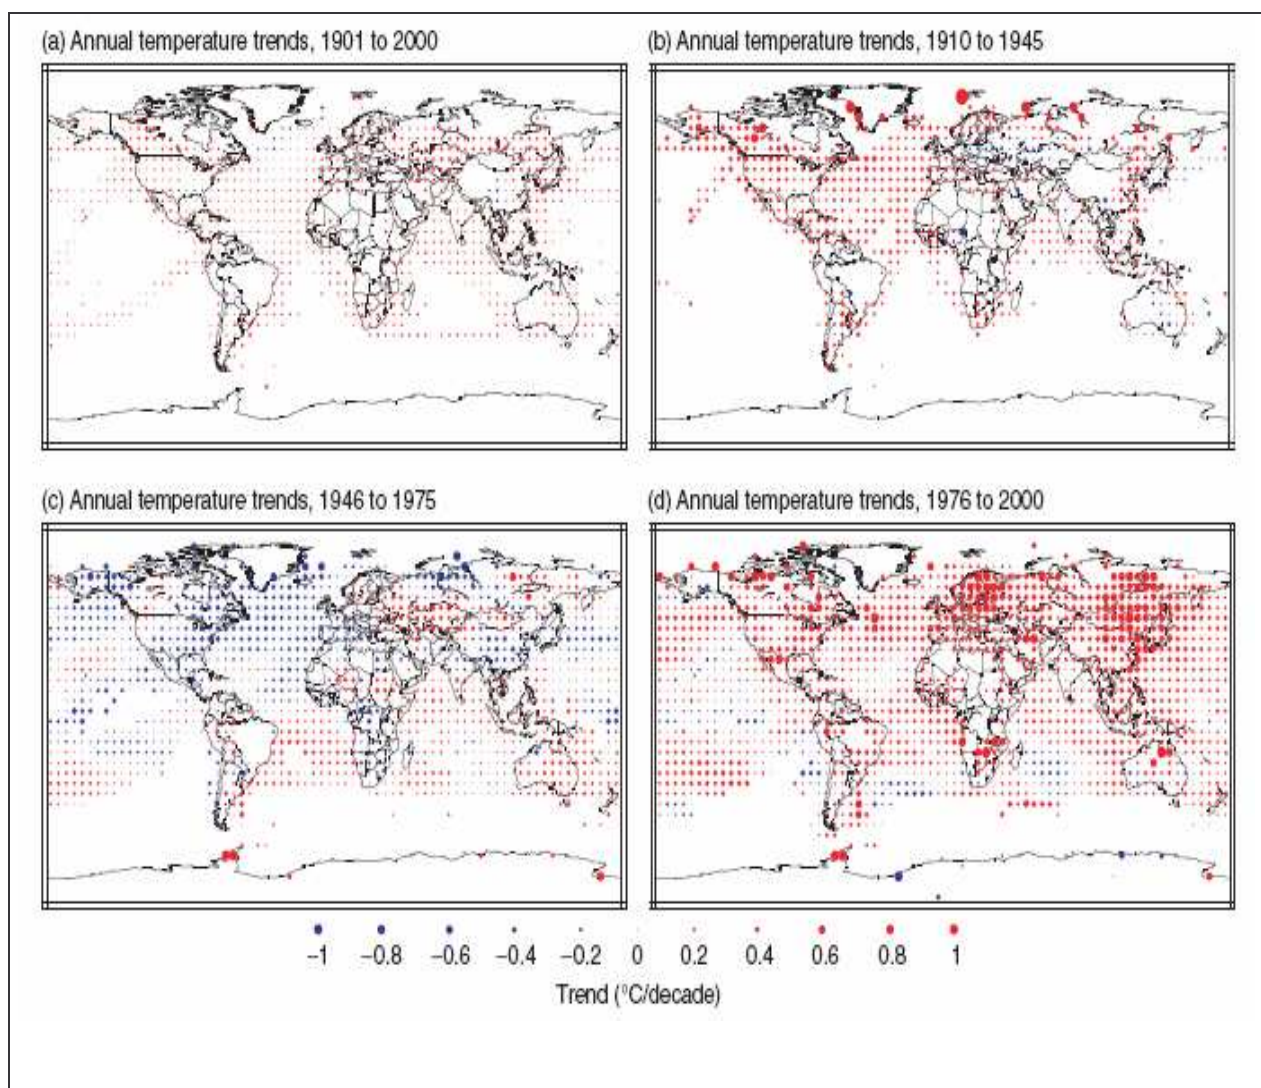 (a) Annual temperature trends, 1901 to 2000
(b) Annual temperature trends, 1910 to 1945
(c) Annual temperature trends, 1946 to 1975
(d) Annual temperature trends, 1976 to 2000
–1 –0.8 –0.6 –0.4 –0.2 0 0.2 0.4 0.6 0.8 1
Trend (°C/decade)